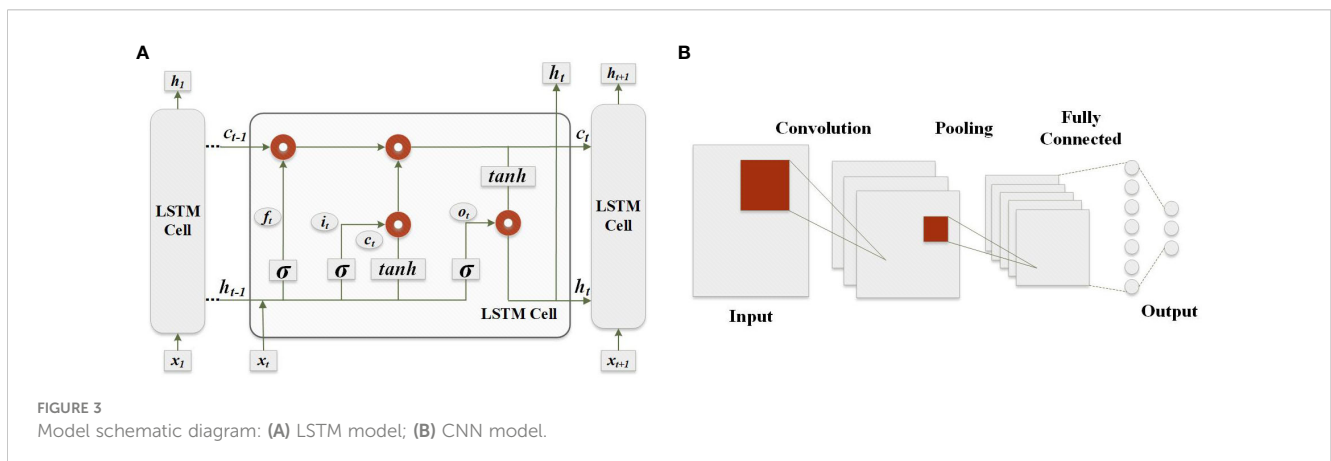 A
h1
ht
ht+1
ct-1
ct
tanh
LSTM
Cell
ft
it
ct
ot
LSTM
Cell
σ
σ
tanh
σ
ht-1
ht
LSTM Cell
x1
xt
xt+1
B
Convolution
Pooling
Fully
Connected
Input
Output
FIGURE 3
Model schematic diagram: (A) LSTM model; (B) CNN model.